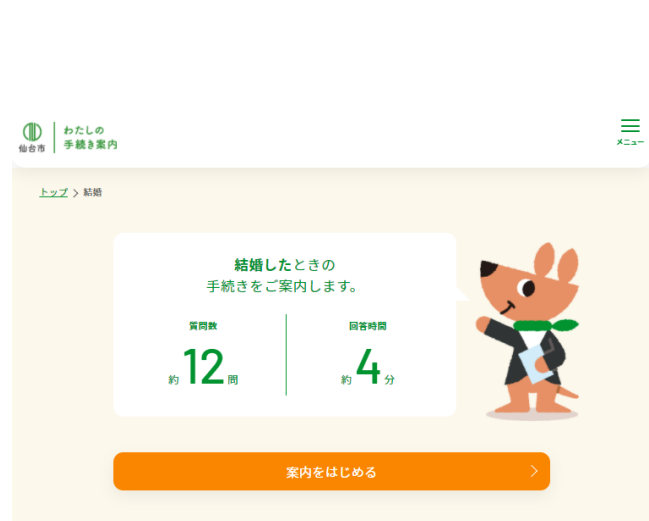 仙台市
わたしの
手続き案内
メニュー
トップ > 結婚
結婚したときの
手続きをご案内します。
質問数
約12問
回答時間
約4分
案内をはじめる